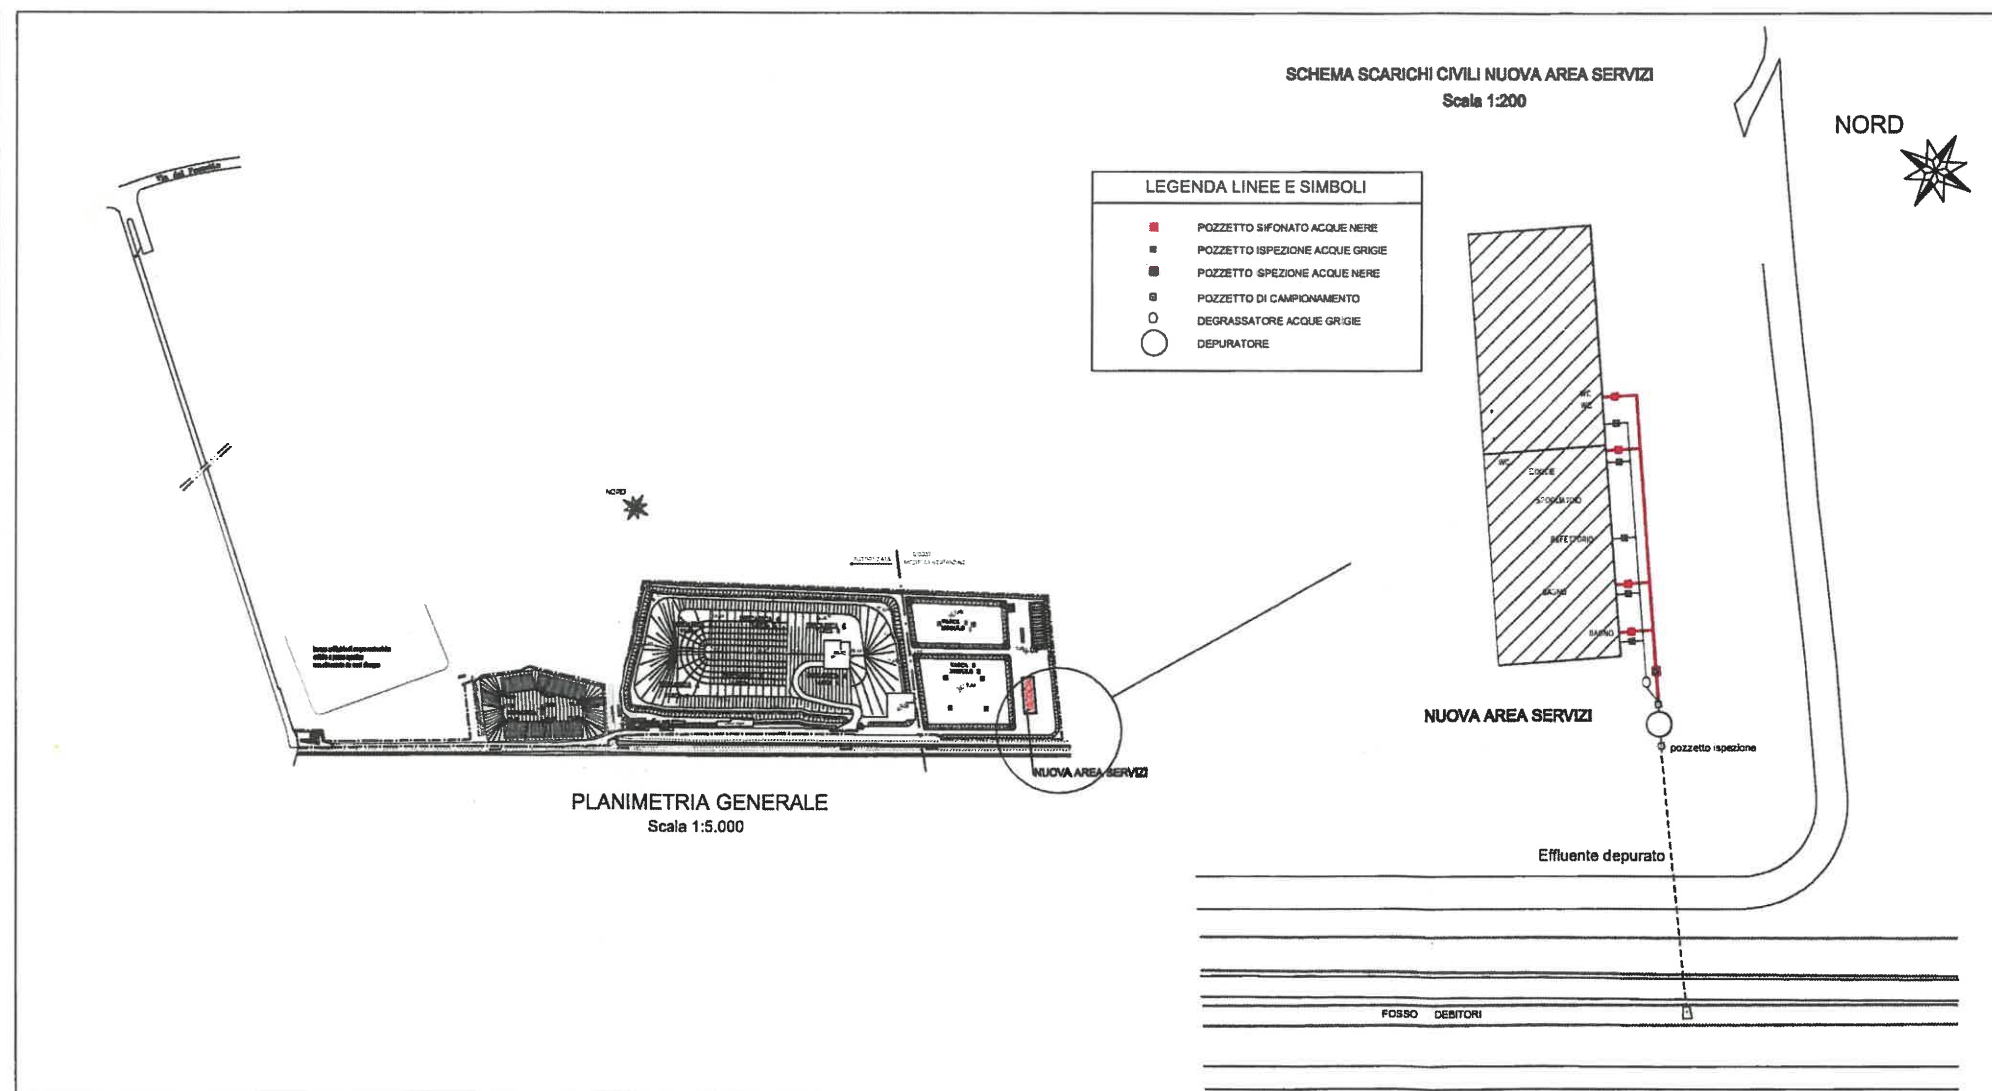 SCHEMA SCARICHI CIVILI NUOVA AREA SERVIZI
Scala 1:200
NORD
LEGENDA LINEE E SIMBOLI
POZZETTO SIFONATO ACQUE NERE
POZZETTO ISPEZIONE ACQUE GRIGIE
POZZETTO SPEZIONE ACQUE NERE
POZZETTO DI CAMPIONAMENTO
DEGRASSATORE ACQUE GRIGIE
DEPURATORE
WC
WC
WC
DOCCE
SPOGLIATOIO
REFETTORIO
BAGNO
BAGNO
NUOVA AREA SERVIZI
pozzetto ispezione
Effluente depurato
FOSSO DEBITORI
NORD
NUOVA AREA SERVIZI
PLANIMETRIA GENERALE
Scala 1:5.000